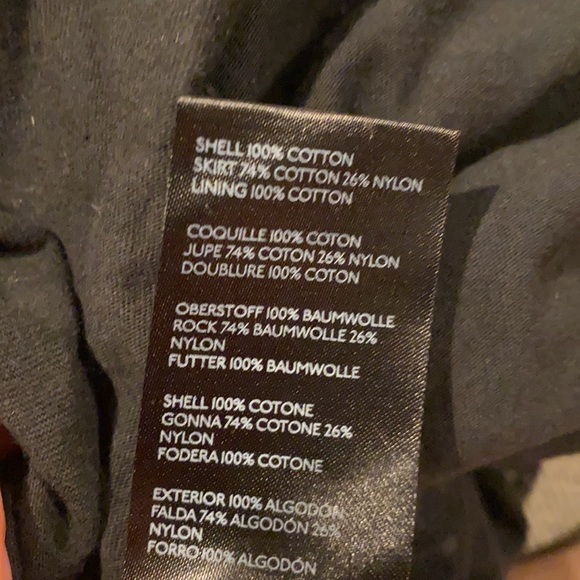 SHELL 100% COTTON
SKIRT 74% COTTON 26% NYLON
LINING 100% COTTON
COQUILLE 100% COTON
JUPE 74% COTON 26% NYLON
DOUBLURE 100% COTON
OBERSTOFF 100% BAUMWOLLE
ROCK 74% BAUMWOLLE 26%
NYLON
FUTTER 100% BAUMWOLLE
SHELL 100% COTONE
GONNA 74% COTONE 26%
NYLON
FODERA 100% COTONE
EXTERIOR 100% ALGODÓN
FALDA 74% ALGODÓN 26%
NYLON
FORRO 100% ALGODÓN